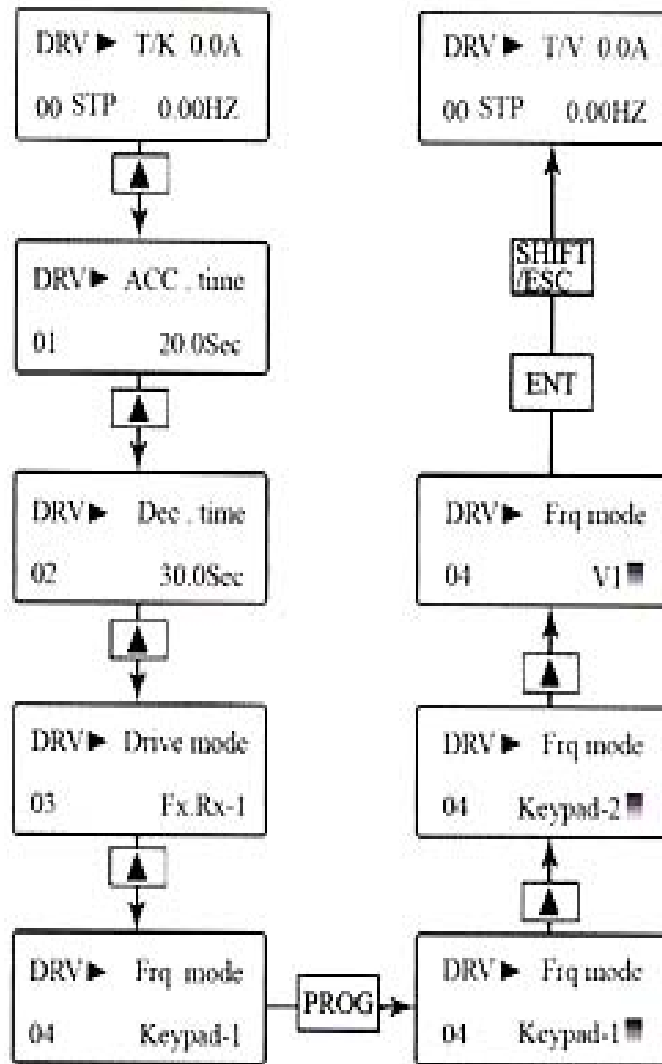 DRV► T/K 0.0A
00 STP 0.00HZ
▲
DRV► ACC . time
01 20.0Sec
▲
DRV► Dec . time
02 30.0Sec
▲
DRV► Drive mode
03 Fx.Rx-1
▲
DRV► Frq mode
04 Keypad-1
PROG
DRV► Frq mode
04 Keypad-1
▲
DRV► Frq mode
04 Keypad-2
▲
DRV► Frq mode
04 V1
ENT
SHIFT
/ESC
DRV► T/V 0.0A
00 STP 0.00HZ